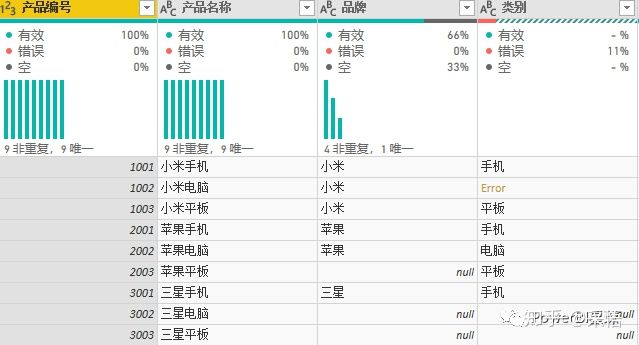 1²3 产品编号 ABC 产品名称 ABC 品牌 ABC 类别
有效 100% 有效 100% 有效 66% 有效 - %
错误 0% 错误 0% 错误 0% 错误 11%
空 0% 空 0% 空 33% 空 - %
9 非重复, 9 唯一 9 非重复, 9 唯一 4 非重复, 1 唯一
1001 小米手机 小米 手机
1002 小米电脑 小米 Error
1003 小米平板 小米 平板
2001 苹果手机 苹果 手机
2002 苹果电脑 苹果 电脑
2003 苹果平板 null 平板
3001 三星手机 三星 手机
3002 三星电脑 null null
3003 三星平板 null null
知乎
PowerBI